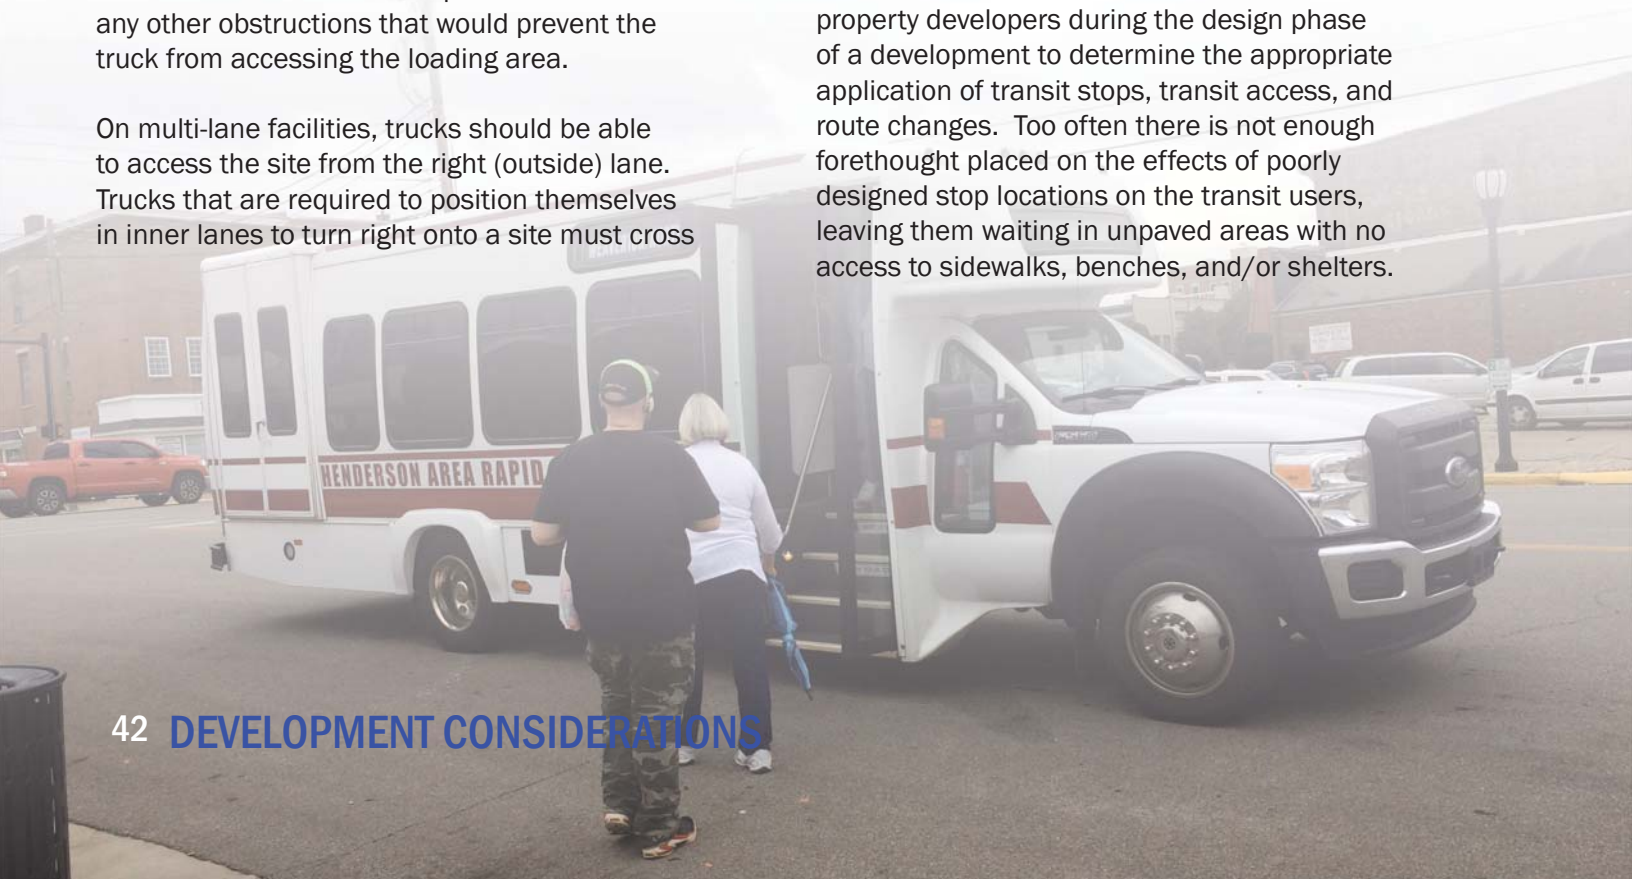 any other obstructions that would prevent the
truck from accessing the loading area.
On multi-lane facilities, trucks should be able
to access the site from the right (outside) lane.
Trucks that are required to position themselves
in inner lanes to turn right onto a site must cross
property developers during the design phase
of a development to determine the appropriate
application of transit stops, transit access, and
route changes. Too often there is not enough
forethought placed on the effects of poorly
designed stop locations on the transit users,
leaving them waiting in unpaved areas with no
access to sidewalks, benches, and/or shelters.
HENDERSON AREA RAPID
Ford
42 DEVELOPMENT CONSIDERATIONS